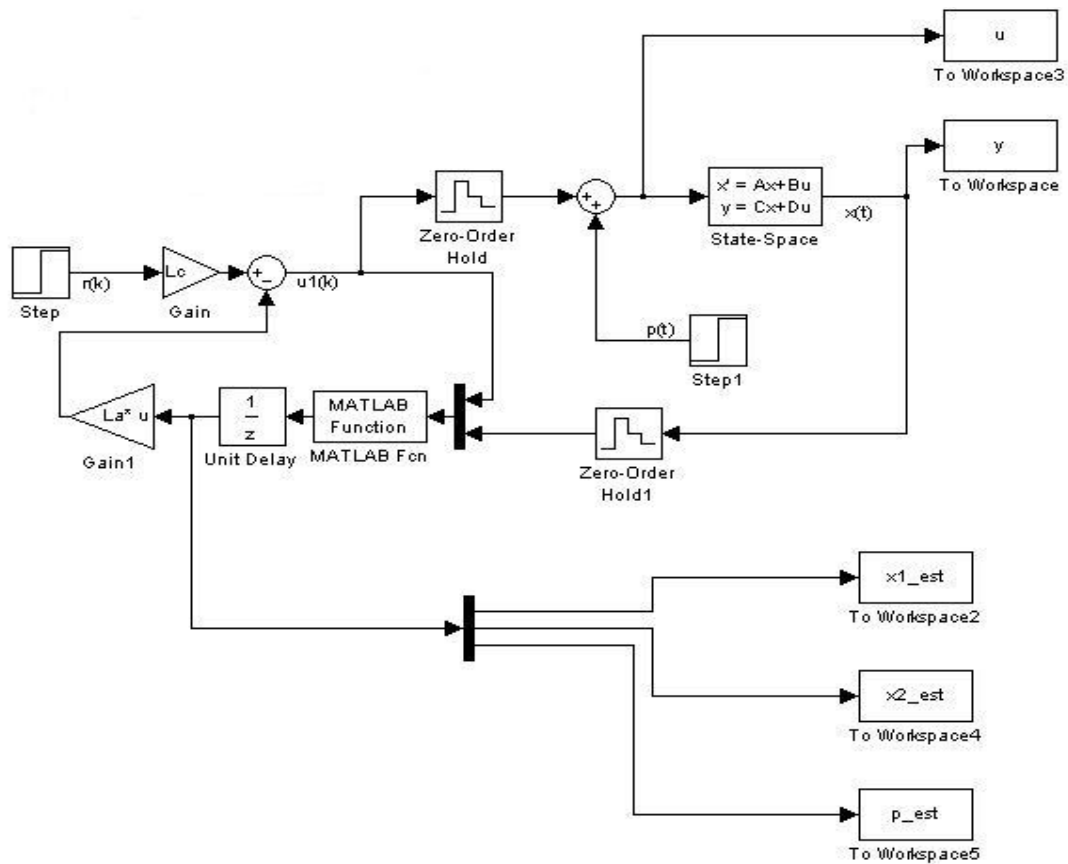 u
To Workspace3
y
To Workspace
x' = Ax+Bu
y = Cx+Du
x(t)
State-Space
Zero-Order
Hold
+
+
r(k)
Step
Lc
Gain
+
−
u1(k)
p(t)
Step1
La* u
Gain1
1
z
Unit Delay
MATLAB
Function
MATLAB Fcn
Zero-Order
Hold1
x1_est
To Workspace2
x2_est
To Workspace4
p_est
To Workspace5